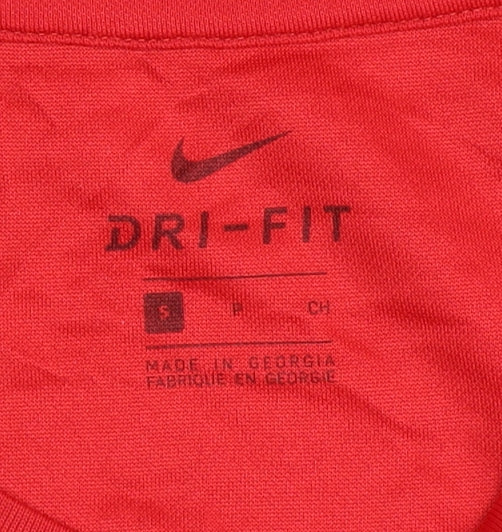 DRI-FIT
S P CH
MADE IN GEORGIA
FABRIQUE EN GEORGIE